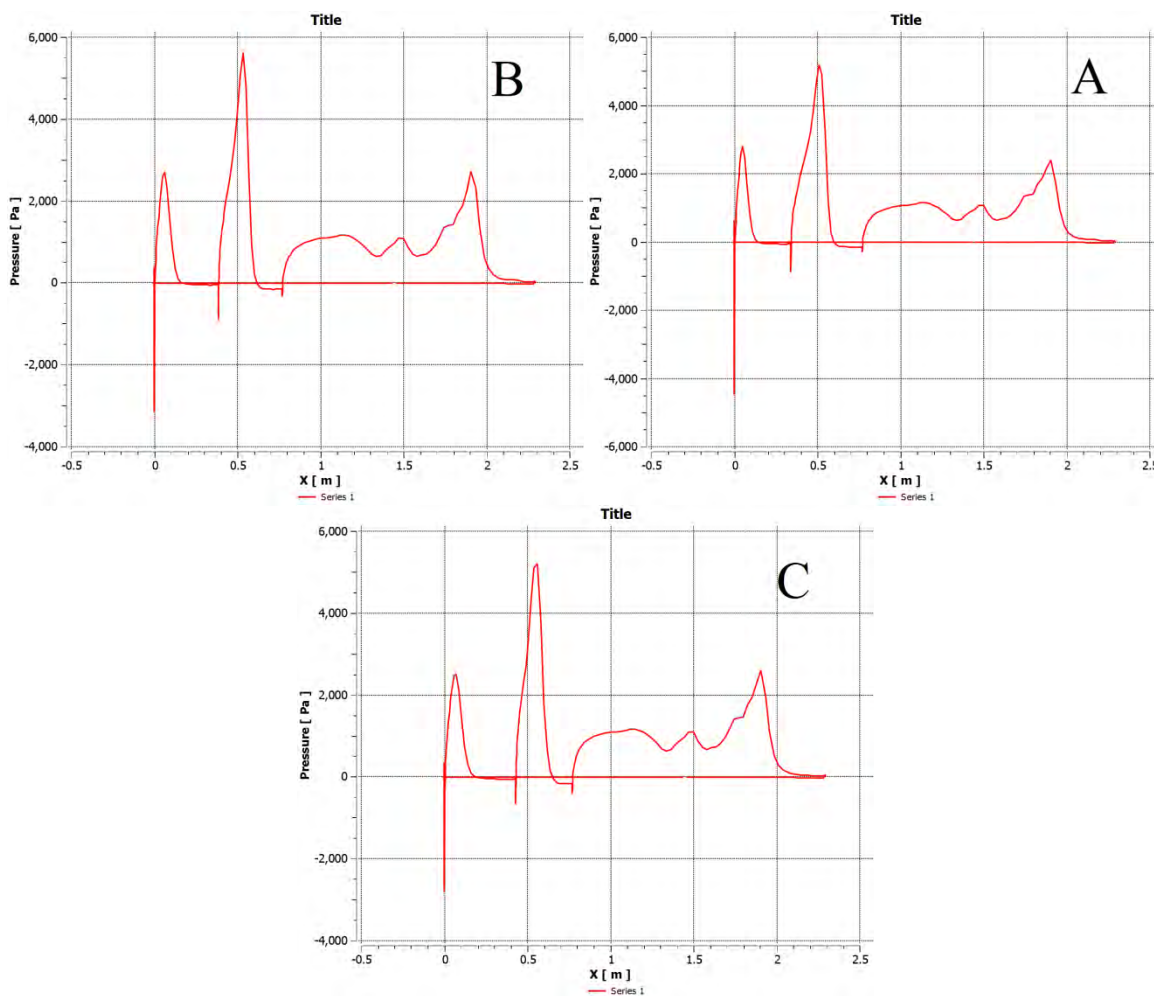 Title
B
6,000
4,000
2,000
0
-2,000
-4,000
Pressure [ Pa ]
-0.5 0 0.5 1 1.5 2 2.5
X [ m ]
Series 1
Title
A
6,000
4,000
2,000
0
-2,000
-4,000
-6,000
Pressure [ Pa ]
-0.5 0 0.5 1 1.5 2 2.5
X [ m ]
Series 1
Title
C
6,000
4,000
2,000
0
-2,000
-4,000
Pressure [ Pa ]
-0.5 0 0.5 1 1.5 2 2.5
X [ m ]
Series 1